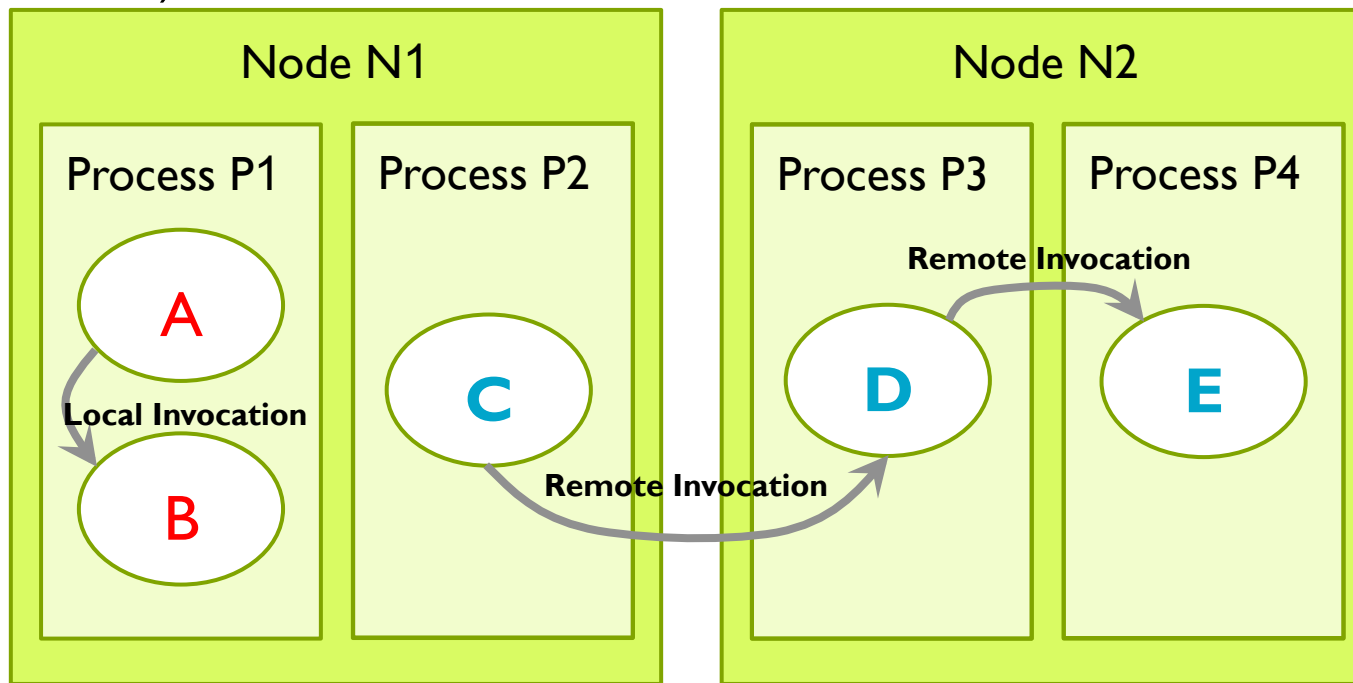 Node N1
Node N2
Process P1
Process P2
Process P3
Process P4
Remote Invocation
A
C
D
E
Local Invocation
Remote Invocation
B